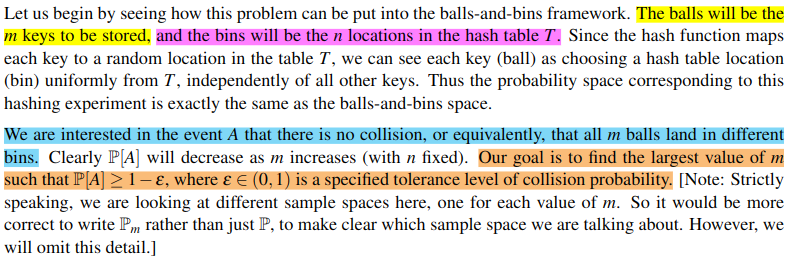 Let us begin by seeing how this problem can be put into the balls-and-bins framework. The balls will be the
m keys to be stored, and the bins will be the n locations in the hash table T. Since the hash function maps
each key to a random location in the table T, we can see each key (ball) as choosing a hash table location
(bin) uniformly from T, independently of all other keys. Thus the probability space corresponding to this
hashing experiment is exactly the same as the balls-and-bins space.
We are interested in the event A that there is no collision, or equivalently, that all m balls land in different
bins. Clearly ℙ[A] will decrease as m increases (with n fixed). Our goal is to find the largest value of m
such that ℙ[A] ≥ 1 − ε, where ε ∈ (0,1) is a specified tolerance level of collision probability. [Note: Strictly
speaking, we are looking at different sample spaces here, one for each value of m. So it would be more
correct to write ℙₘ rather than just ℙ, to make clear which sample space we are talking about. However, we
will omit this detail.]